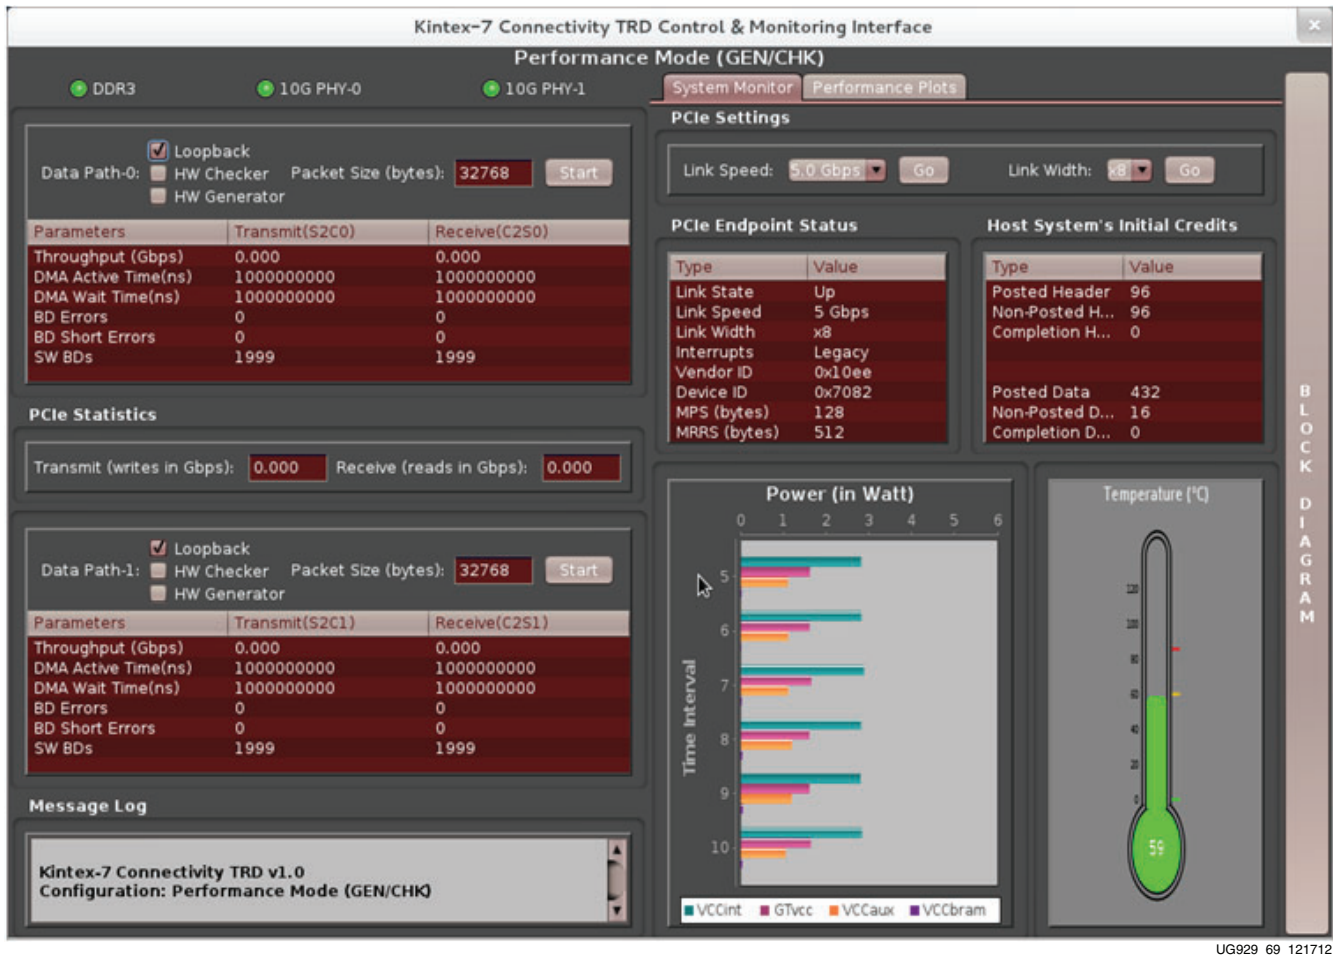 Kintex-7 Connectivity TRD Control & Monitoring Interface
Performance Mode (GEN/CHK)
DDR3 10G PHY-0 10G PHY-1
Loopback
Data Path-0: HW Checker Packet Size (bytes): 32768 Start
HW Generator
Parameters Transmit(S2C0) Receive(C2S0)
Throughput (Gbps) 0.000 0.000
DMA Active Time(ns) 1000000000 1000000000
DMA Wait Time(ns) 1000000000 1000000000
BD Errors 0 0
BD Short Errors 0 0
SW BDs 1999 1999
PCIe Statistics
Transmit (writes in Gbps): 0.000 Receive (reads in Gbps): 0.000
Loopback
Data Path-1: HW Checker Packet Size (bytes): 32768 Start
HW Generator
Parameters Transmit(S2C1) Receive(C2S1)
Throughput (Gbps) 0.000 0.000
DMA Active Time(ns) 1000000000 1000000000
DMA Wait Time(ns) 1000000000 1000000000
BD Errors 0 0
BD Short Errors 0 0
SW BDs 1999 1999
Message Log
Kintex-7 Connectivity TRD v1.0
Configuration: Performance Mode (GEN/CHK)
System Monitor Performance Plots
PCIe Settings
Link Speed: 5.0 Gbps Go Link Width: x8 Go
PCIe Endpoint Status
Type Value
Link State Up
Link Speed 5 Gbps
Link Width x8
Interrupts Legacy
Vendor ID 0x10ee
Device ID 0x7082
MPS (bytes) 128
MRRS (bytes) 512
Host System's Initial Credits
Type Value
Posted Header 96
Non-Posted H... 96
Completion H... 0
Posted Data 432
Non-Posted D... 16
Completion D... 0
Power (in Watt)
0 1 2 3 4 5 6
Time Interval
5
6
7
8
9
10
VCCint GTvcc VCCaux VCCbram
Temperature (°C)
120
100
80
60
40
20
0
59
BLOCK DIAGRAM
UG929_69_121712